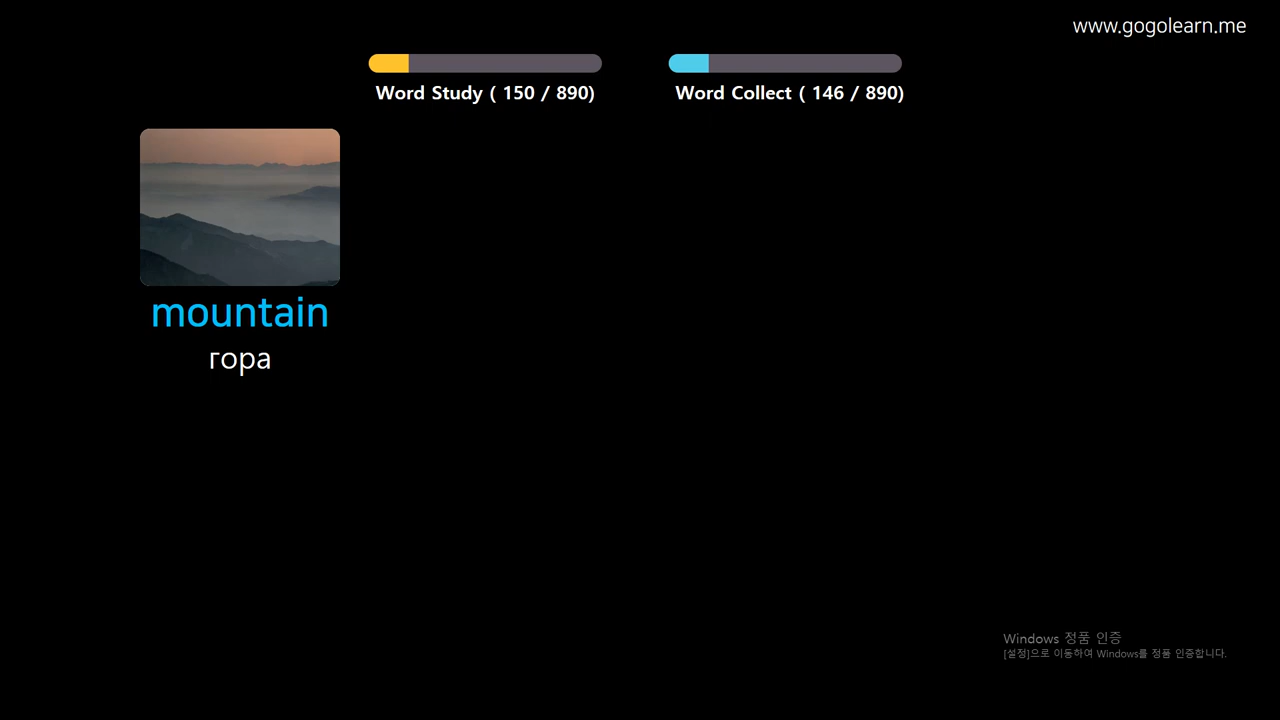 www.gogolearn.me
Word Study ( 150 / 890)
Word Collect ( 146 / 890)
mountain
гора
Windows 정품 인증
[설정]으로 이동하여 Windows를 정품 인증합니다.